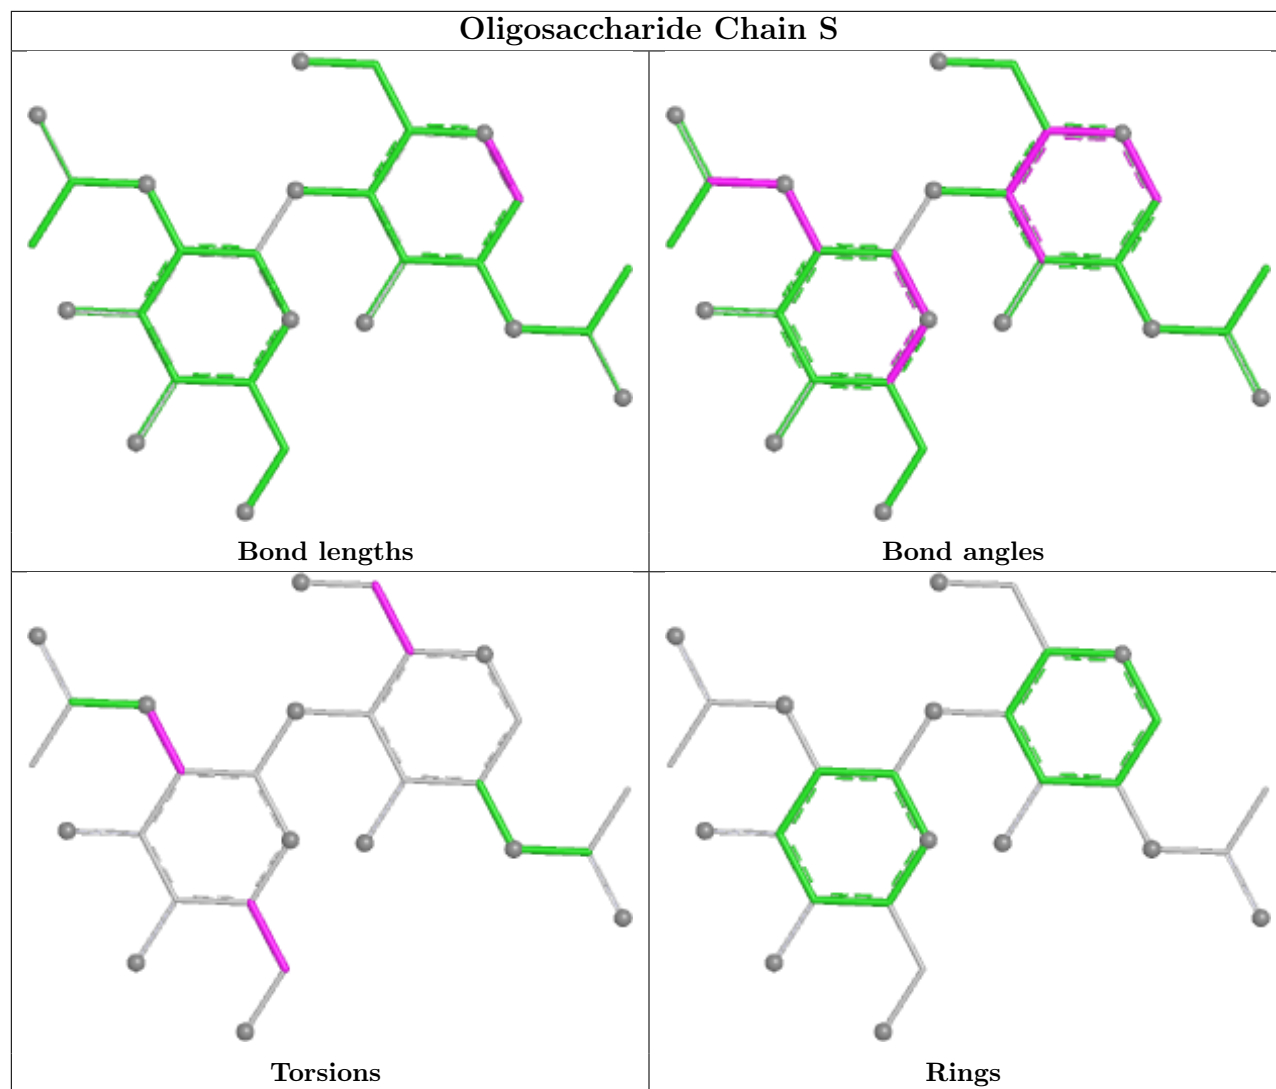 Oligosaccharide Chain S
Bond lengths
Bond angles
Torsions
Rings